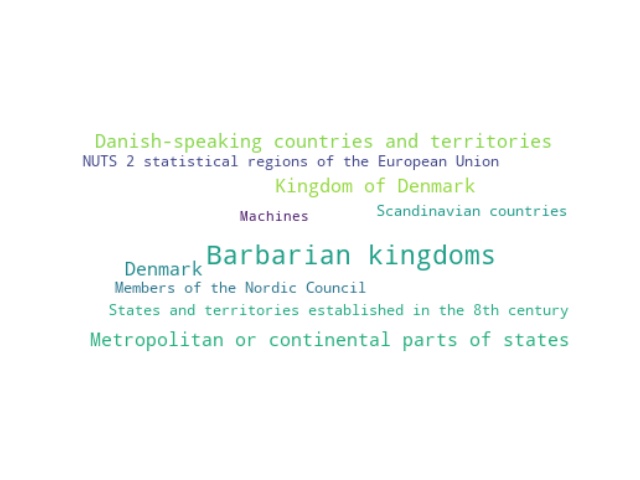 Danish-speaking countries and territories
NUTS 2 statistical regions of the European Union
Kingdom of Denmark
Machines
Scandinavian countries
Barbarian kingdoms
Denmark
Members of the Nordic Council
States and territories established in the 8th century
Metropolitan or continental parts of states